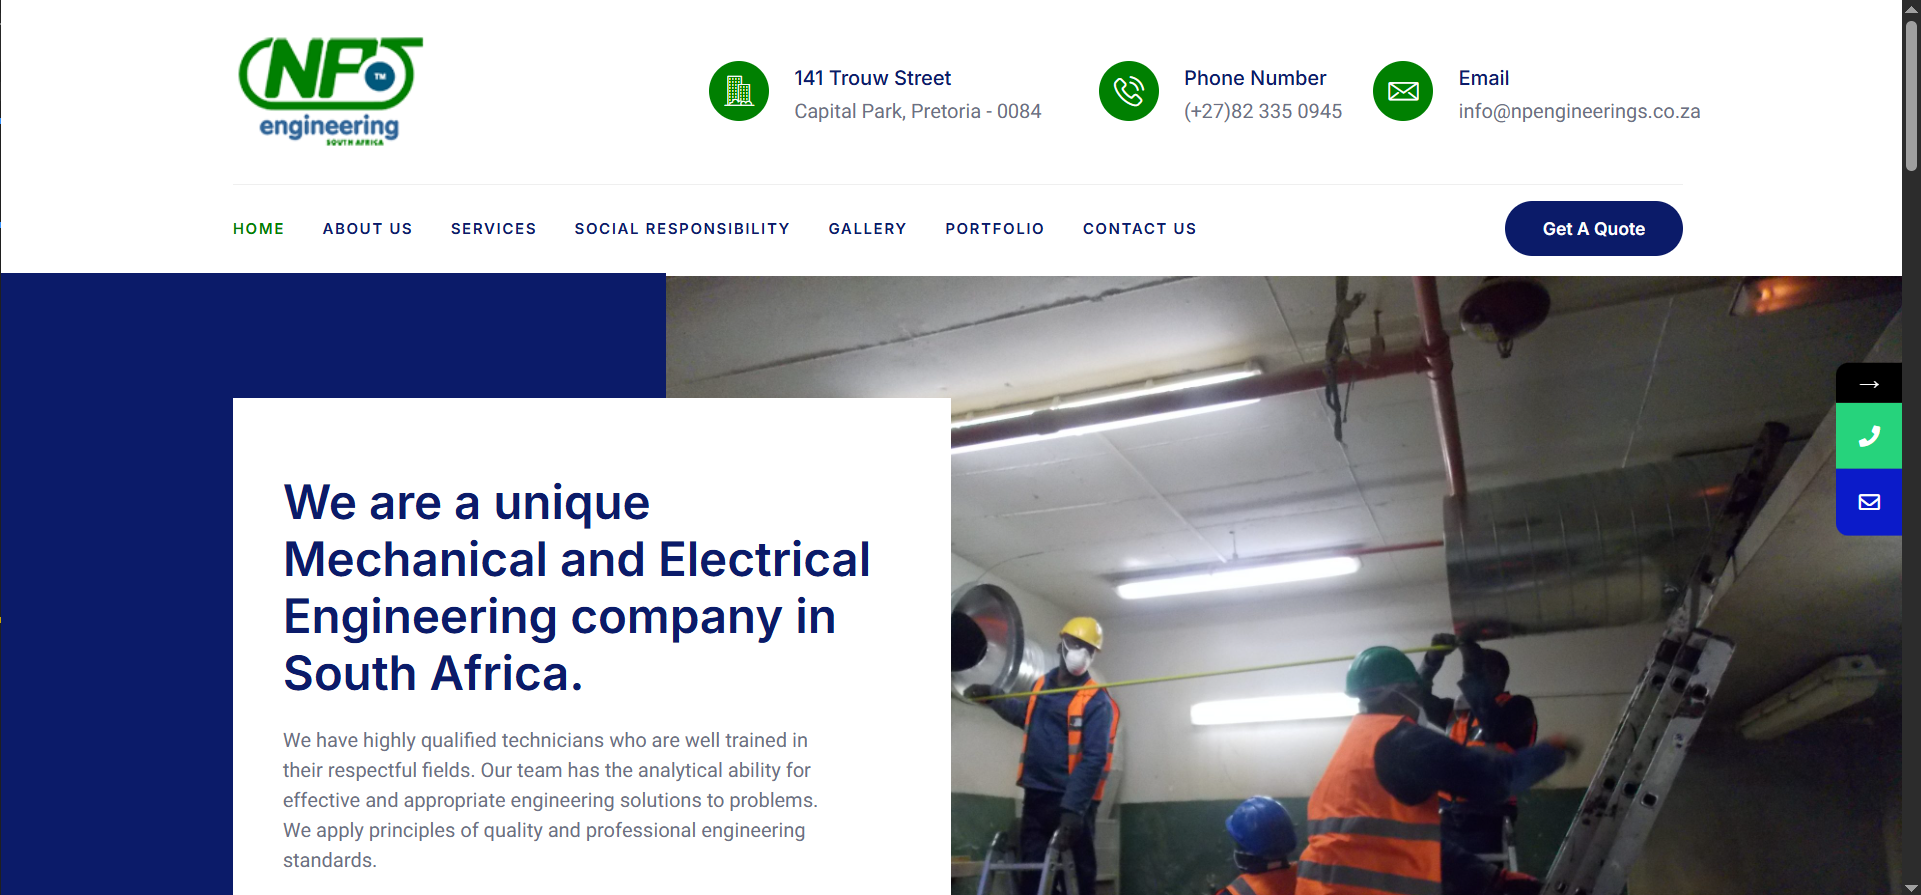 NP
TM
engineering
SOUTH AFRICA
141 Trouw Street
Capital Park, Pretoria - 0084
Phone Number
(+27)82 335 0945
Email
info@npengineerings.co.za
HOME
ABOUT US
SERVICES
SOCIAL RESPONSIBILITY
GALLERY
PORTFOLIO
CONTACT US
Get A Quote
We are a unique
Mechanical and Electrical
Engineering company in
South Africa.
We have highly qualified technicians who are well trained in
their respectful fields. Our team has the analytical ability for
effective and appropriate engineering solutions to problems.
We apply principles of quality and professional engineering
standards.